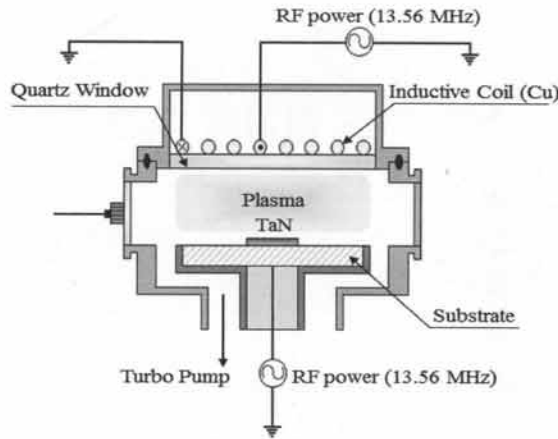 RF power (13.56 MHz)
Quartz Window
Inductive Coil (Cu)
Plasma
TaN
Substrate
Turbo Pump
RF power (13.56 MHz)